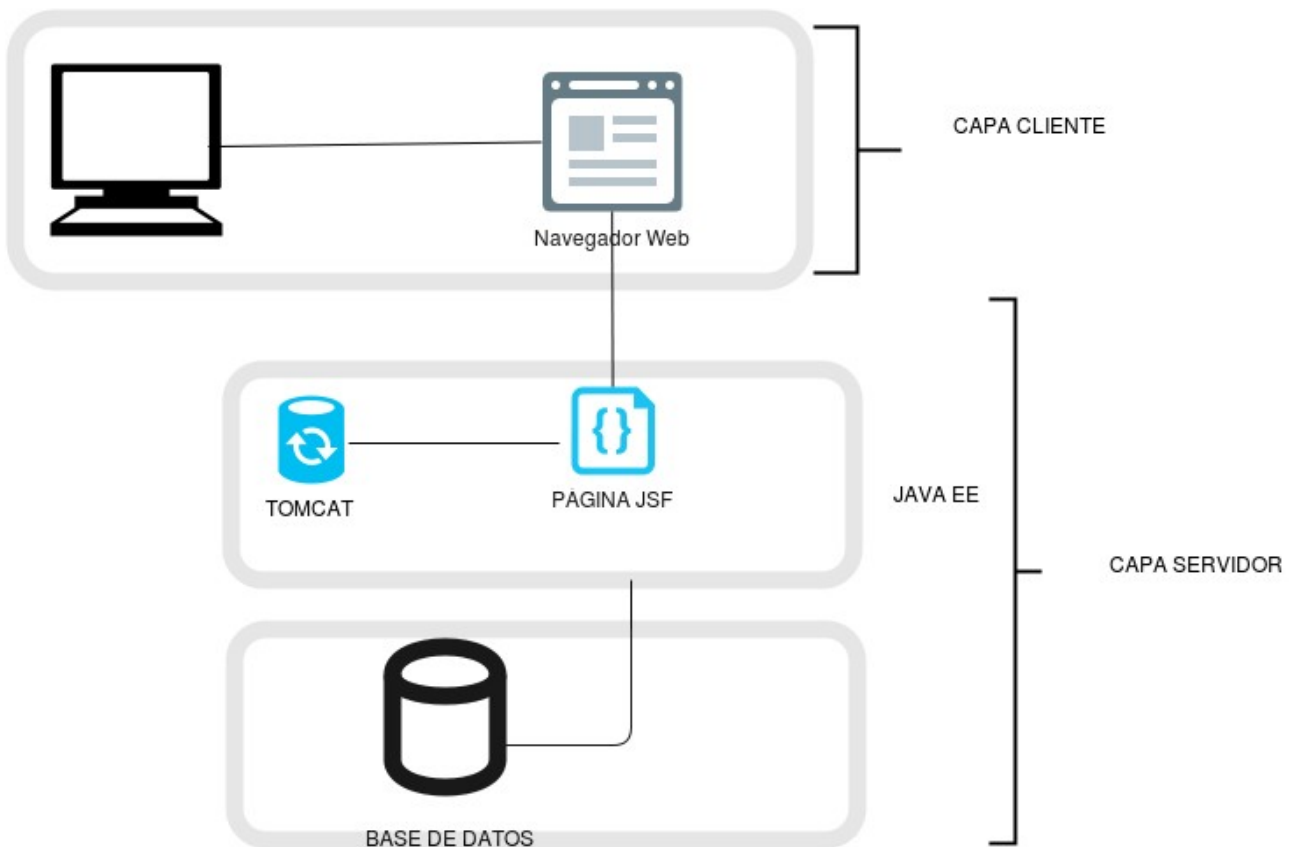 CAPA CLIENTE
Navegador Web
TOMCAT
PÁGINA JSF
JAVA EE
CAPA SERVIDOR
BASE DE DATOS